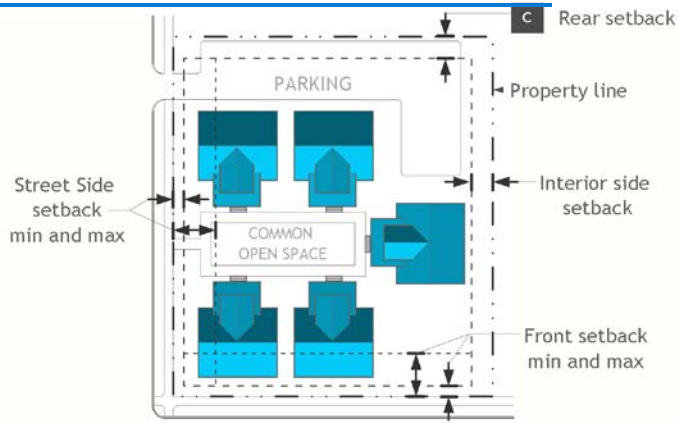 C Rear setback
PARKING
Property line
Street Side
setback
min and max
Interior side
setback
COMMON
OPEN SPACE
Front setback
min and max